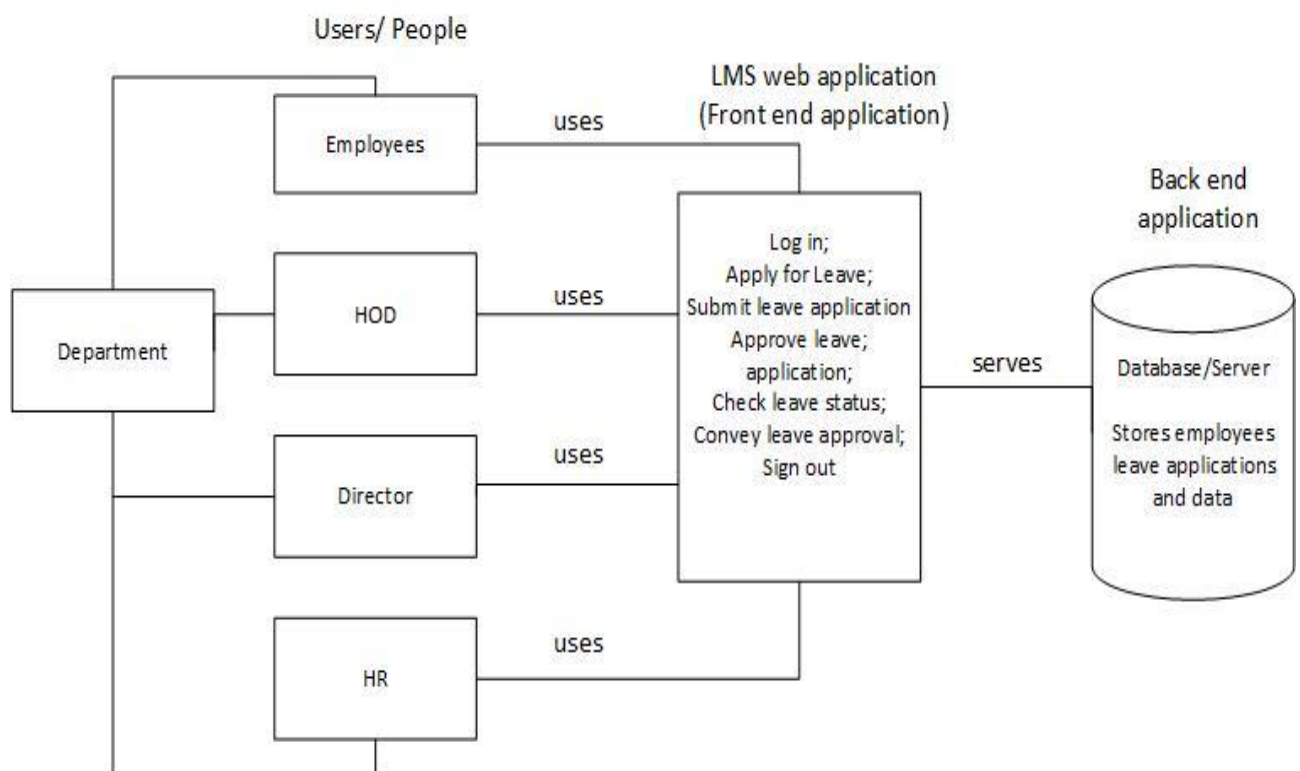 Users/ People
LMS web application
(Front end application)
Employees
uses
Back end
application
Log in;
Apply for Leave;
Submit leave application
Approve leave;
application;
Check leave status;
Convey leave approval;
Sign out
HOD
uses
Department
serves
Database/Server
Stores employees
leave applications
and data
Director
uses
HR
uses